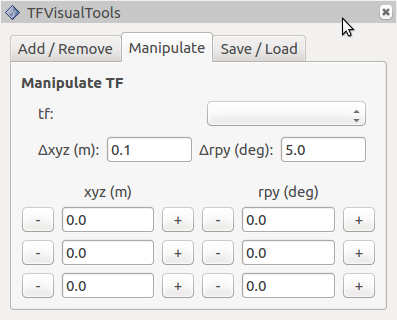 TFVisualTools
Add / Remove Manipulate Save / Load
Manipulate TF
tf:
Δxyz (m): 0.1 Δrpy (deg): 5.0
xyz (m) rpy (deg)
- 0.0 + - 0.0 +
- 0.0 + - 0.0 +
- 0.0 + - 0.0 +